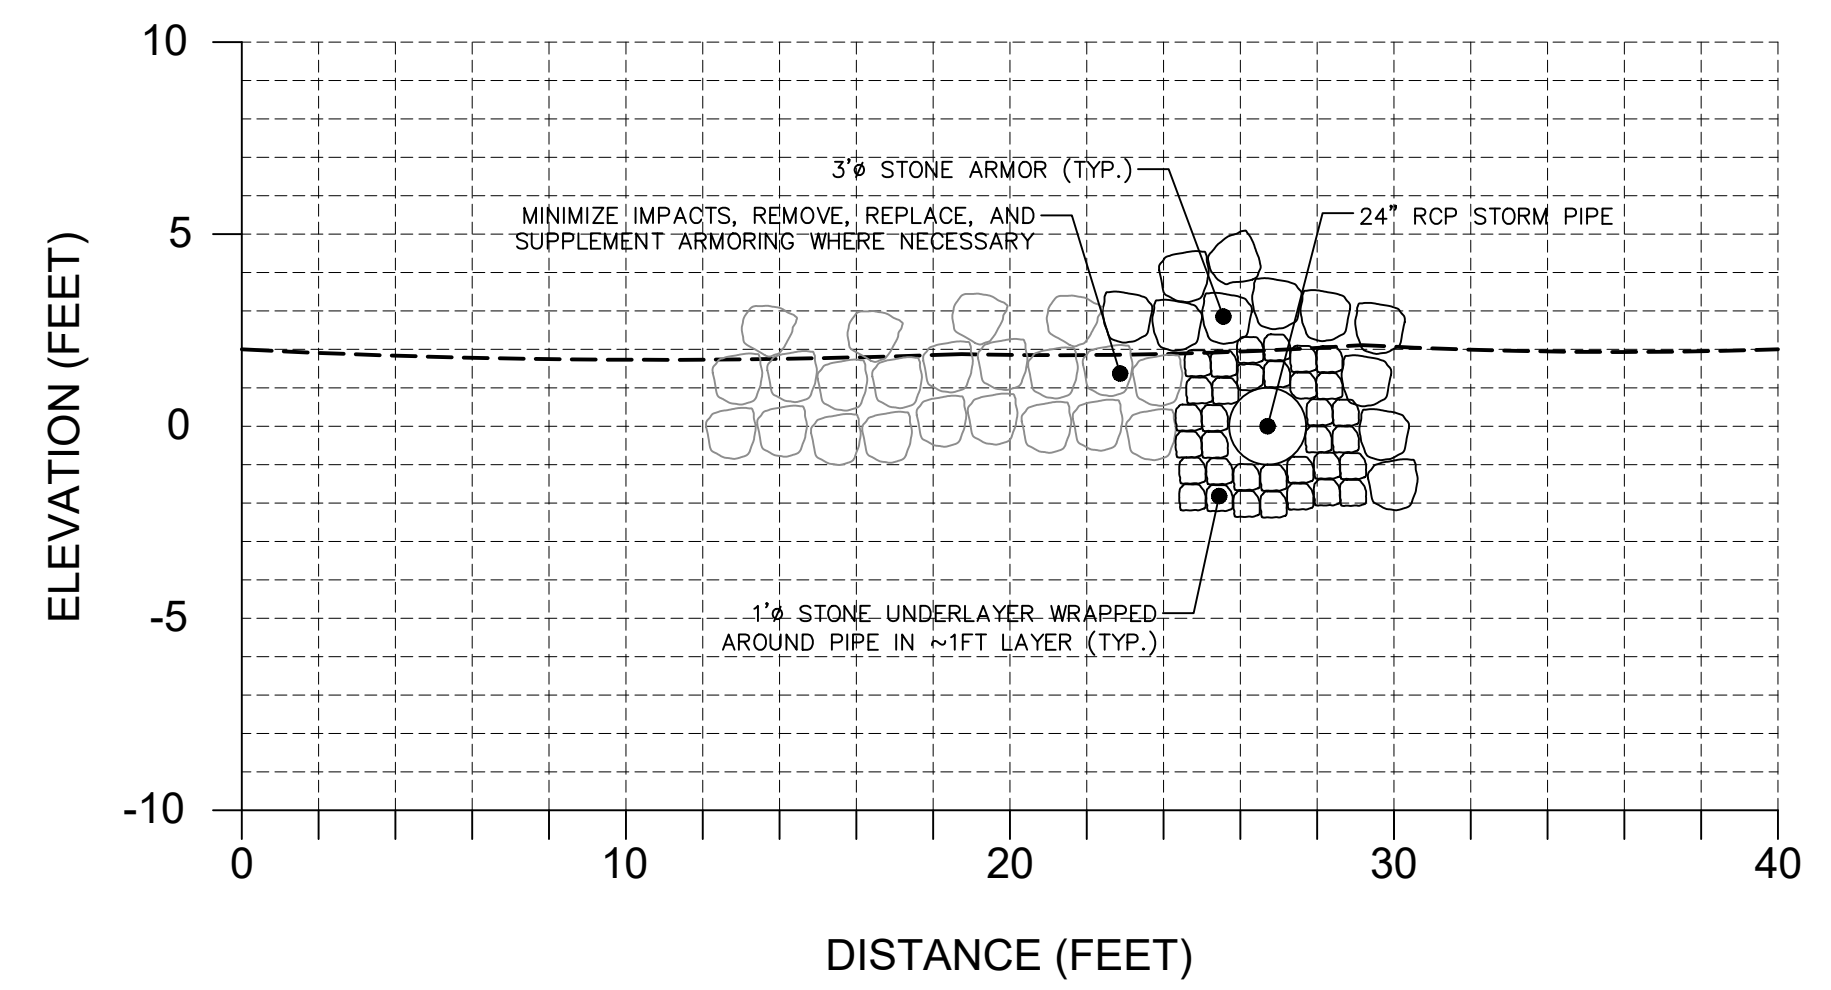 10
3'ø STONE ARMOR (TYP.)
MINIMIZE IMPACTS, REMOVE, REPLACE, AND
SUPPLEMENT ARMORING WHERE NECESSARY
24" RCP STORM PIPE
5
ELEVATION (FEET)
0
-5
1'ø STONE UNDERLAYER WRAPPED
AROUND PIPE IN ~1FT LAYER (TYP.)
-10
0 10 20 30 40
DISTANCE (FEET)